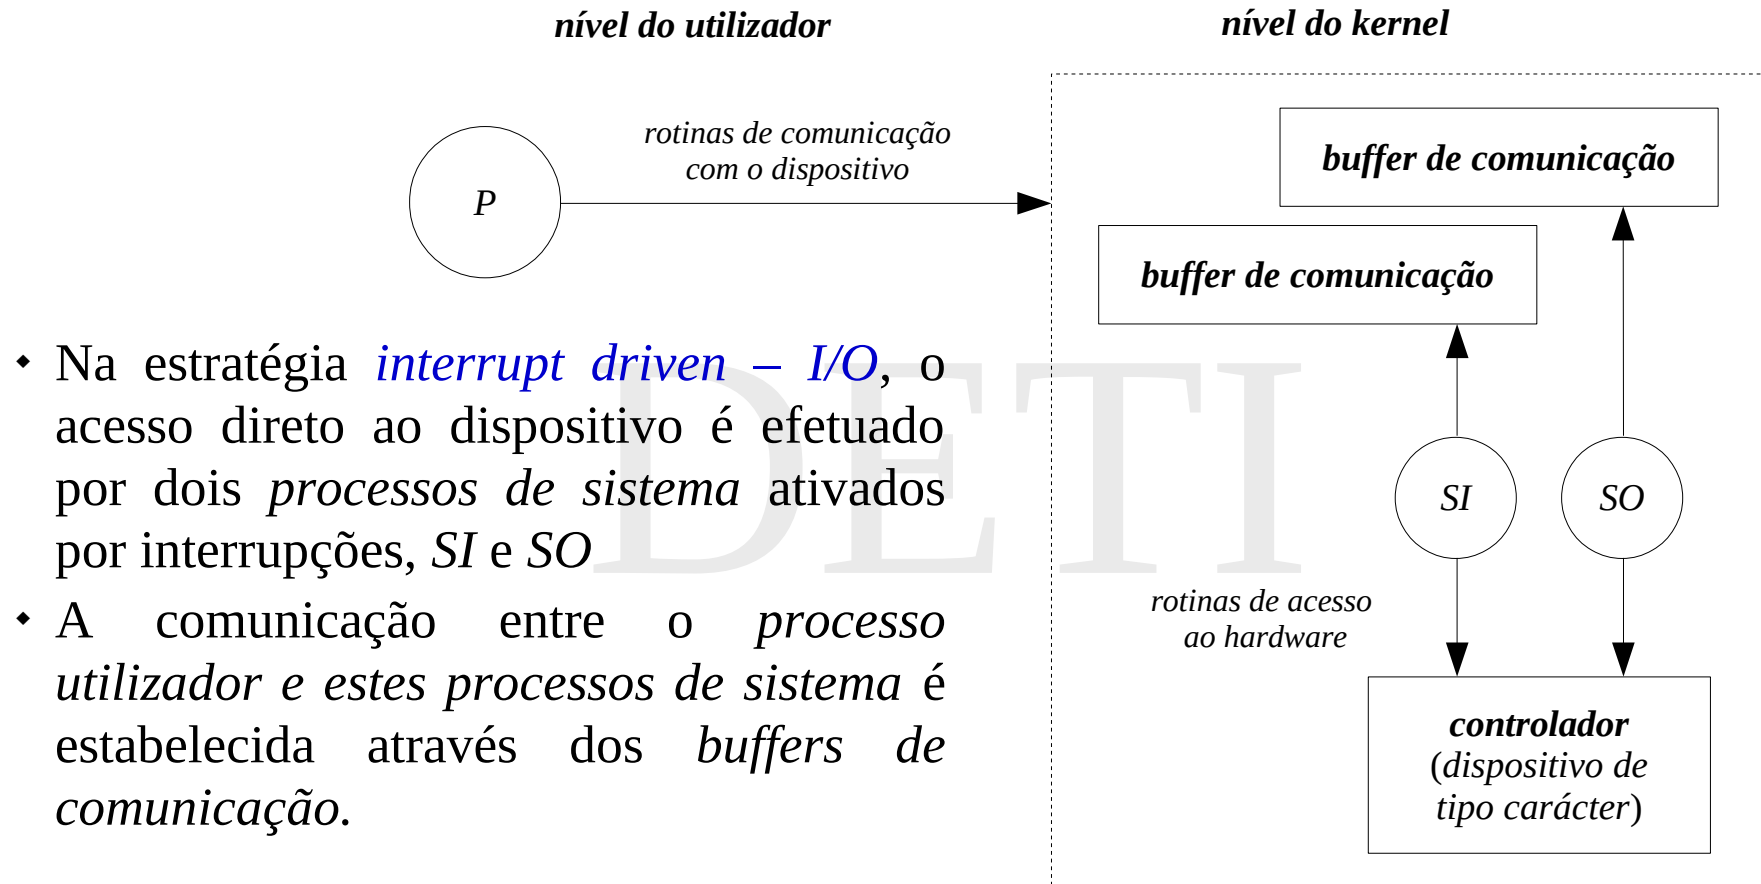 nível do utilizador
nível do kernel
rotinas de comunicação
com o dispositivo
P
buffer de comunicação
buffer de comunicação
◆ Na estratégia interrupt driven – I/O, o
acesso direto ao dispositivo é efetuado
por dois processos de sistema ativados
por interrupções, SI e SO
◆ A comunicação entre o processo
utilizador e estes processos de sistema é
estabelecida através dos buffers de
comunicação.
DETI
SI
SO
rotinas de acesso
ao hardware
controlador
(dispositivo de
tipo carácter)